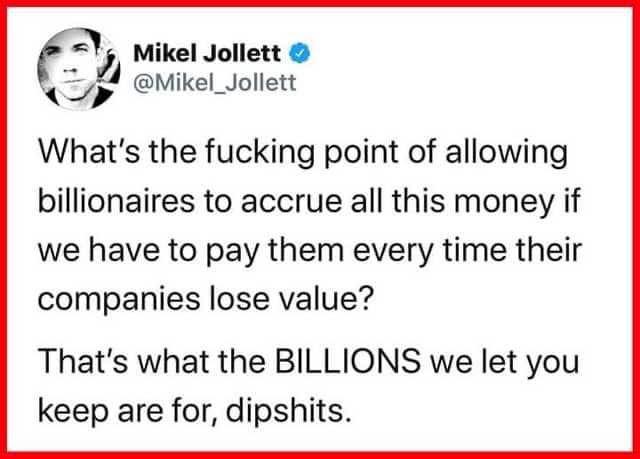 Mikel Jollett
@Mikel_Jollett
What's the fucking point of allowing
billionaires to accrue all this money if
we have to pay them every time their
companies lose value?
That's what the BILLIONS we let you
keep are for, dipshits.